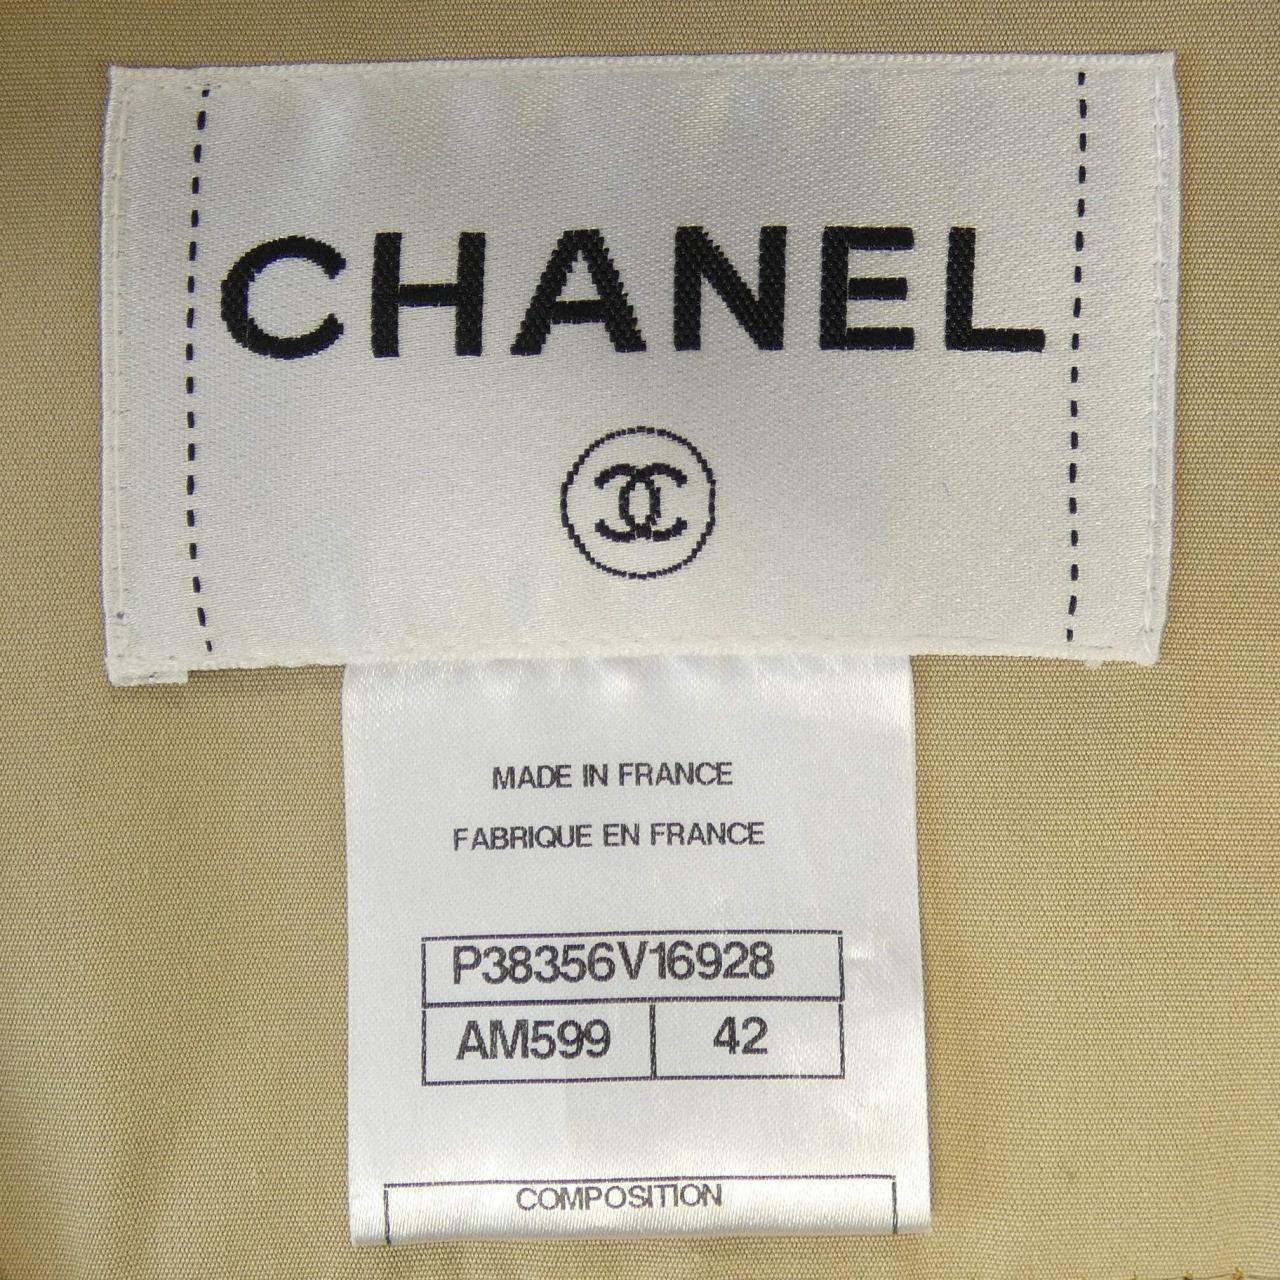 CHANEL
MADE IN FRANCE
FABRIQUE EN FRANCE
P38356V16928
AM599 42
COMPOSITION